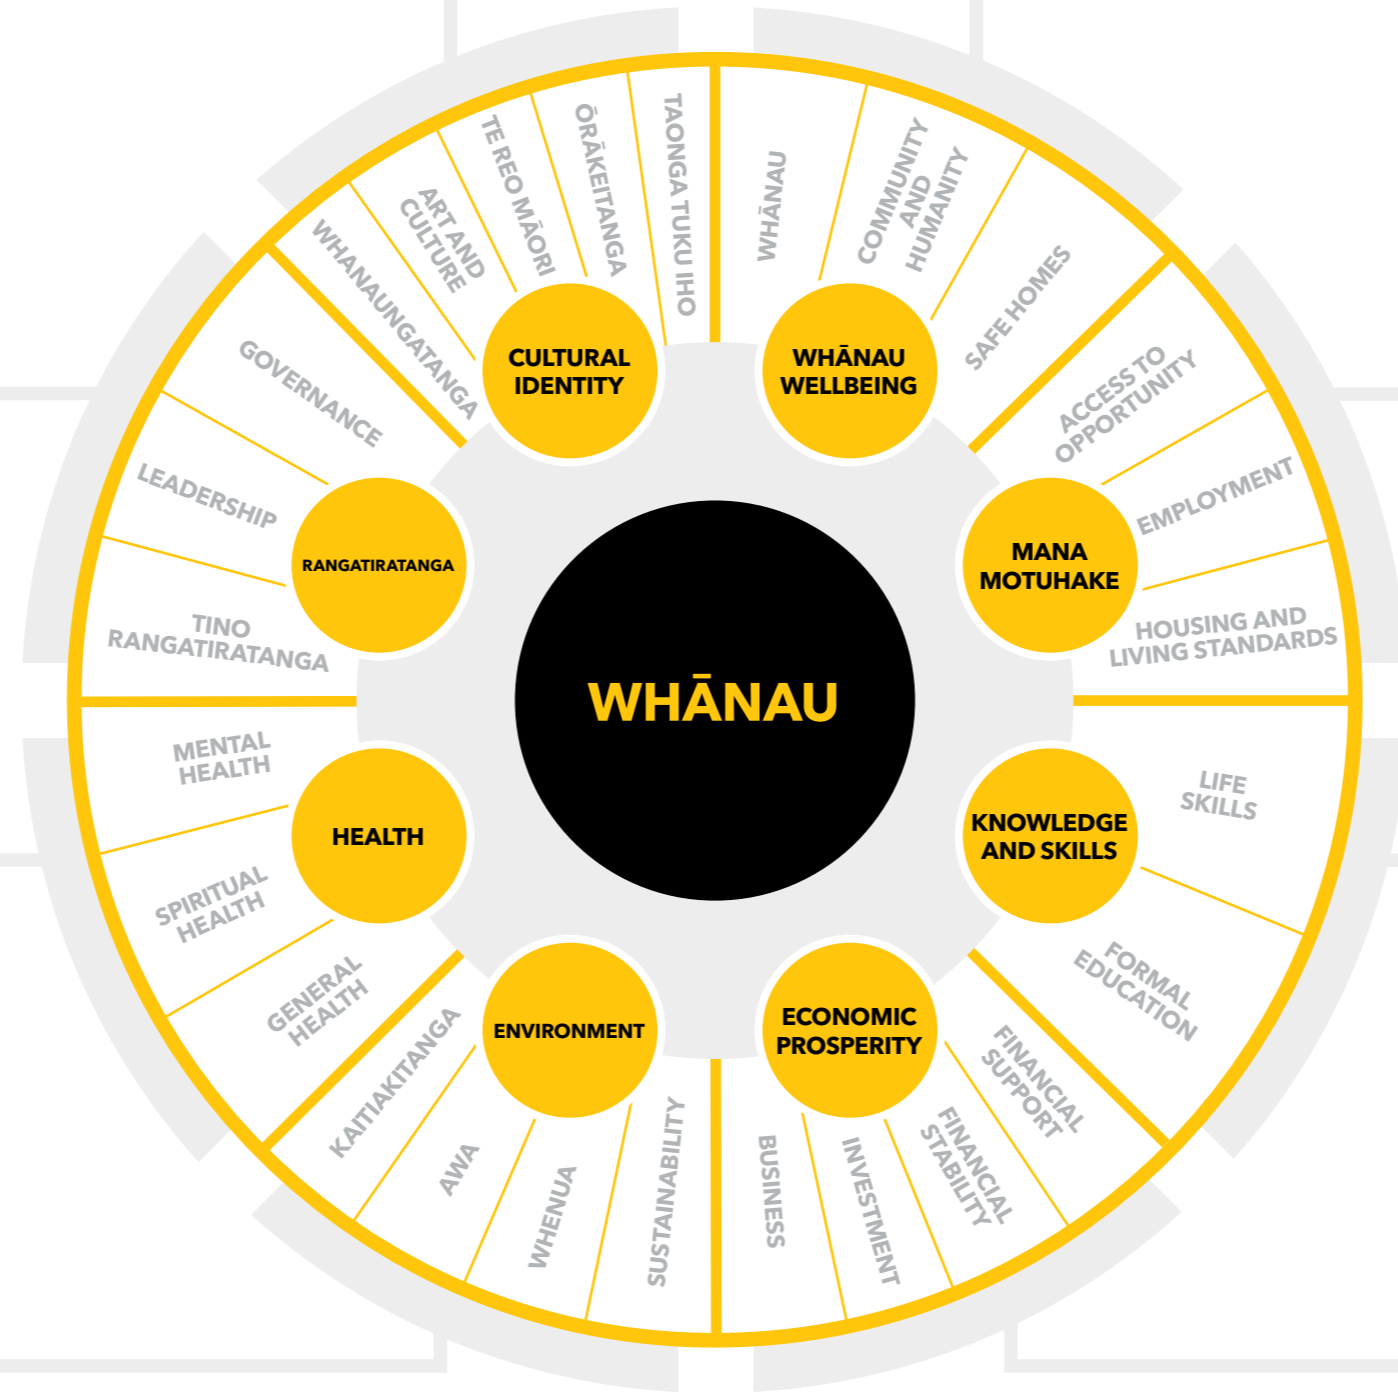 WHĀNAU
WHĀNAU
WELLBEING
WHĀNAU
COMMUNITY
AND
HUMANITY
SAFE HOMES
MANA
MOTUHAKE
ACCESS TO
OPPORTUNITY
EMPLOYMENT
HOUSING AND
LIVING STANDARDS
KNOWLEDGE
AND SKILLS
LIFE
SKILLS
FORMAL
EDUCATION
ECONOMIC
PROSPERITY
FINANCIAL
SUPPORT
FINANCIAL
STABILITY
INVESTMENT
BUSINESS
ENVIRONMENT
SUSTAINABILITY
WHENUA
AWA
KAITIAKITANGA
HEALTH
GENERAL
HEALTH
SPIRITUAL
HEALTH
MENTAL
HEALTH
RANGATIRATANGA
TINO
RANGATIRATANGA
LEADERSHIP
GOVERNANCE
CULTURAL
IDENTITY
WHANAUNGATANGA
ART AND
CULTURE
TE REO MĀORI
ŌRĀKEITANGA
TAONGA TUKU IHO